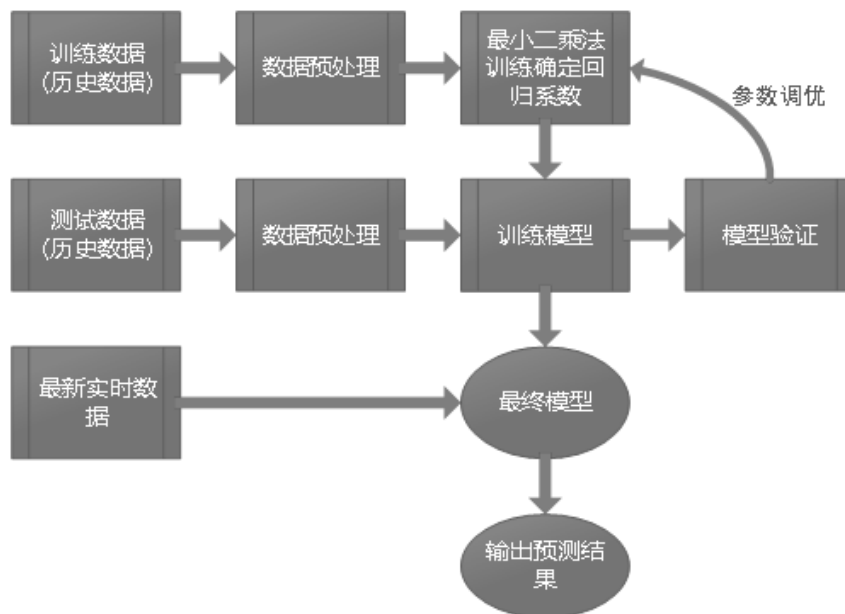 训练数据
(历史数据)
数据预处理
最小二乘法
训练确定回
归系数
参数调优
测试数据
(历史数据)
数据预处理
训练模型
模型验证
最新实时数
据
最终模型
输出预测结
果